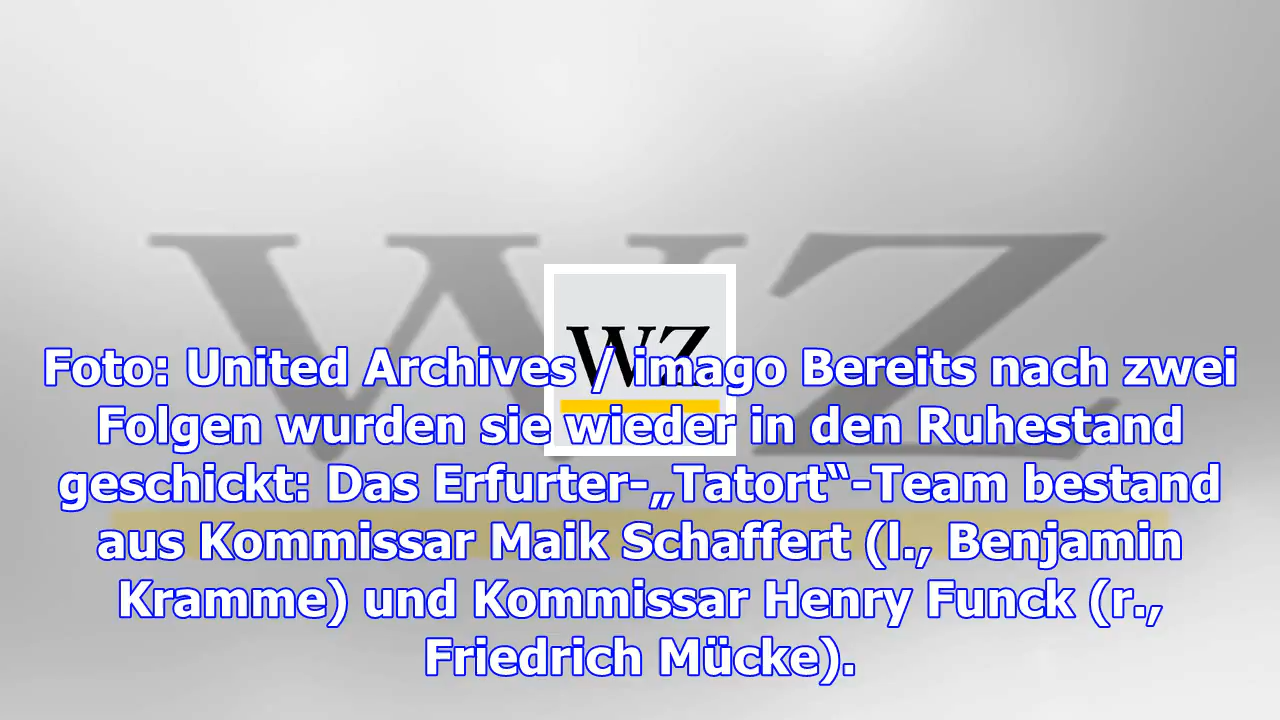 WZ
WZ
Foto: United Archives / imago Bereits nach zwei
Folgen wurden sie wieder in den Ruhestand
geschickt: Das Erfurter-„Tatort“-Team bestand
aus Kommissar Maik Schaffert (l., Benjamin
Kramme) und Kommissar Henry Funck (r.,
Friedrich Mücke).